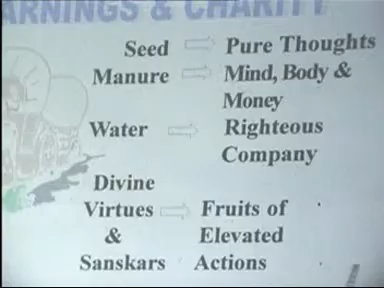 ARNINGS & CHARITY
Seed Pure Thoughts
Manure Mind, Body &
Money
Water Righteous
Company
Divine
Virtues Fruits of
& Elevated
Sanskars Actions